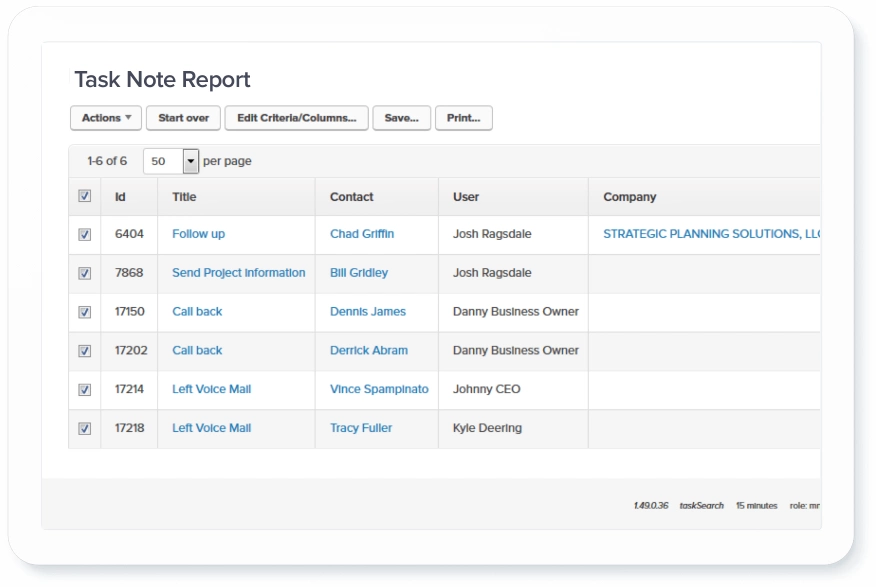 Task Note Report
Actions Start over Edit Criteria/Columns... Save... Print...
1-6 of 6 50 per page
Id Title Contact User Company
6404 Follow up Chad Griffin Josh Ragsdale STRATEGIC PLANNING SOLUTIONS, LLC
7868 Send Project Information Bill Gridley Josh Ragsdale
17150 Call back Dennis James Danny Business Owner
17202 Call back Derrick Abram Danny Business Owner
17214 Left Voice Mail Vince Spampinato Johnny CEO
17218 Left Voice Mail Tracy Fuller Kyle Deering
1.49.0.36 taskSearch 15 minutes role: